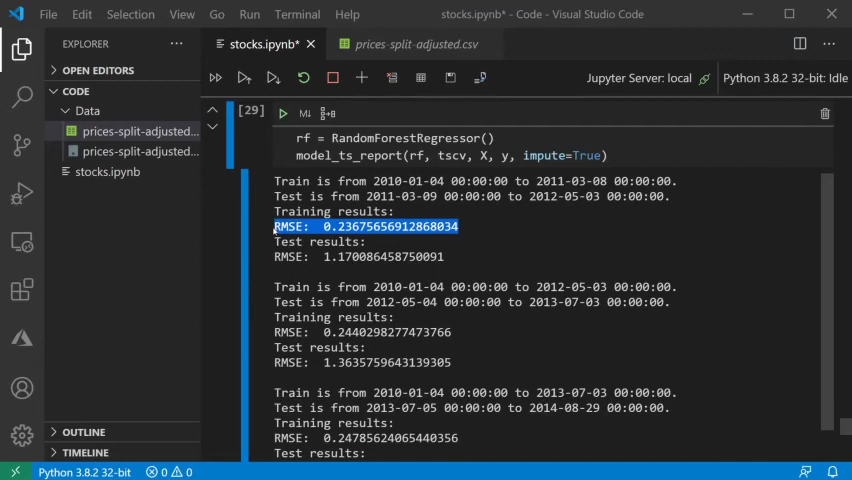 File Edit Selection View Go Run Terminal Help stocks.ipynb* - Code - Visual Studio Code
EXPLORER
OPEN EDITORS
CODE
Data
prices-split-adjusted...
prices-split-adjusted...
stocks.ipynb
OUTLINE
TIMELINE
stocks.ipynb* prices-split-adjusted.csv
Jupyter Server: local Python 3.8.2 32-bit: Idle
[29]
M↓
rf = RandomForestRegressor()
model_ts_report(rf, tscv, X, y, impute=True)
Train is from 2010-01-04 00:00:00 to 2011-03-08 00:00:00.
Test is from 2011-03-09 00:00:00 to 2012-05-03 00:00:00.
Training results:
RMSE:  0.23675656912868034
Test results:
RMSE:  1.170086458750091
Train is from 2010-01-04 00:00:00 to 2012-05-03 00:00:00.
Test is from 2012-05-04 00:00:00 to 2013-07-03 00:00:00.
Training results:
RMSE:  0.2440298277473766
Test results:
RMSE:  1.3635759643139305
Train is from 2010-01-04 00:00:00 to 2013-07-03 00:00:00.
Test is from 2013-07-05 00:00:00 to 2014-08-29 00:00:00.
Training results:
RMSE:  0.24785624065440356
Test results:
Python 3.8.2 32-bit 0 0